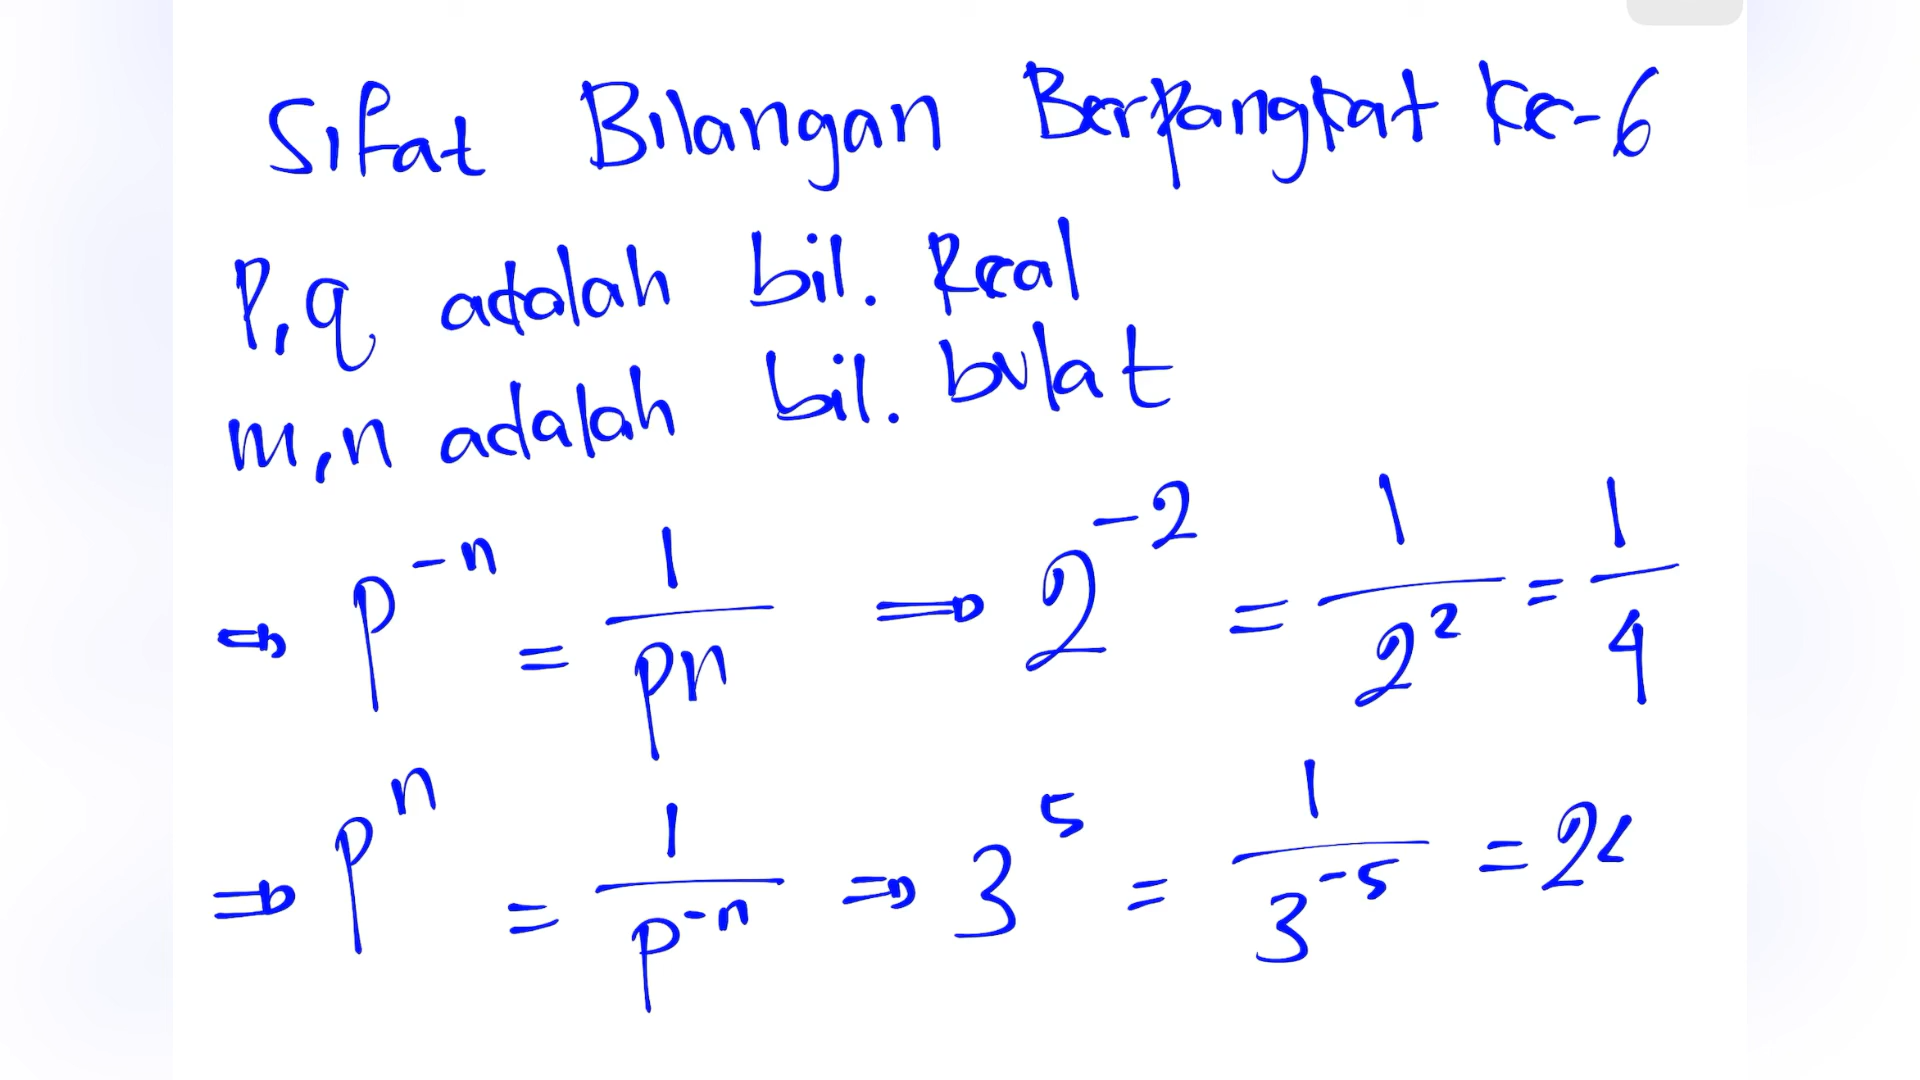 Sifat Bilangan Berpangkat ke-6
P, q adalah bil. Real
m, n adalah bil. bulat
⇒ p⁻ⁿ = 1/pn ⇒ 2⁻² = 1/2² = 1/4
⇒ pⁿ = 1/p⁻ⁿ ⇒ 3⁵ = 1/3⁻⁵ = 2